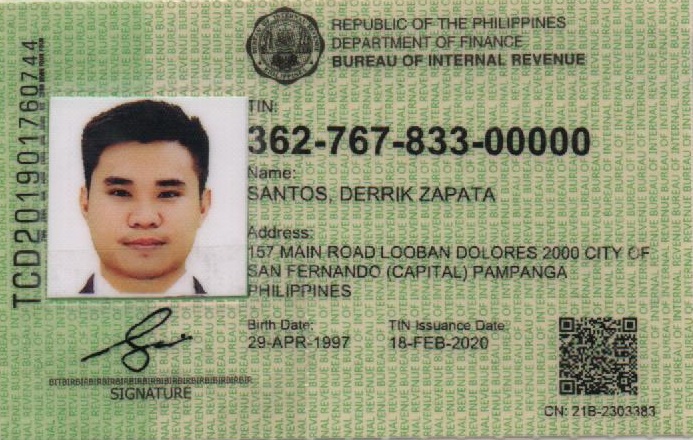 REPUBLIC OF THE PHILIPPINES
DEPARTMENT OF FINANCE
BUREAU OF INTERNAL REVENUE
TCD201901760744
TIN:
362-767-833-00000
Name:
SANTOS, DERRIK ZAPATA
Address:
157 MAIN ROAD LOOBAN DOLORES 2000 CITY OF
SAN FERNANDO (CAPITAL) PAMPANGA
PHILIPPINES
Birth Date: TIN Issuance Date:
29-APR-1997 18-FEB-2020
SIGNATURE
CN: 21B-2303383